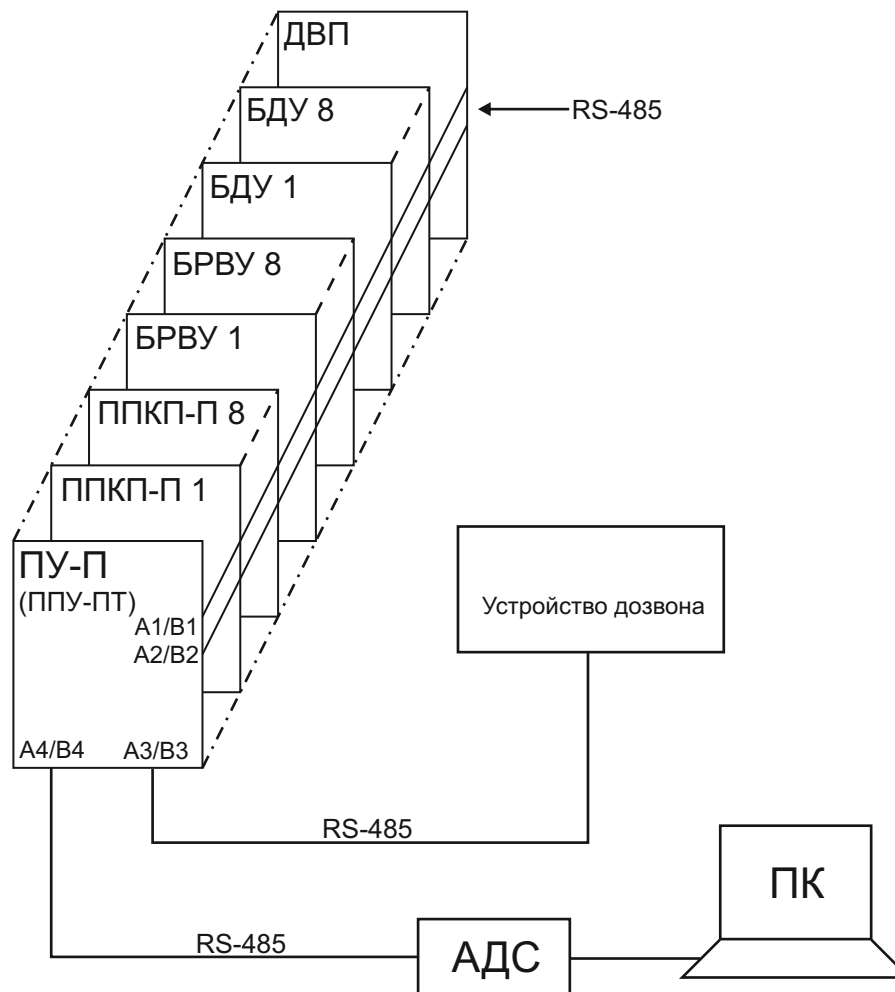 ДВП
БДУ 8
RS-485
БДУ 1
БРВУ 8
БРВУ 1
ППКП-П 8
ППКП-П 1
ПУ-П
(ППУ-ПТ)
A1/B1
A2/B2
Устройство дозвона
A4/B4 A3/B3
RS-485
ПК
RS-485
АДС